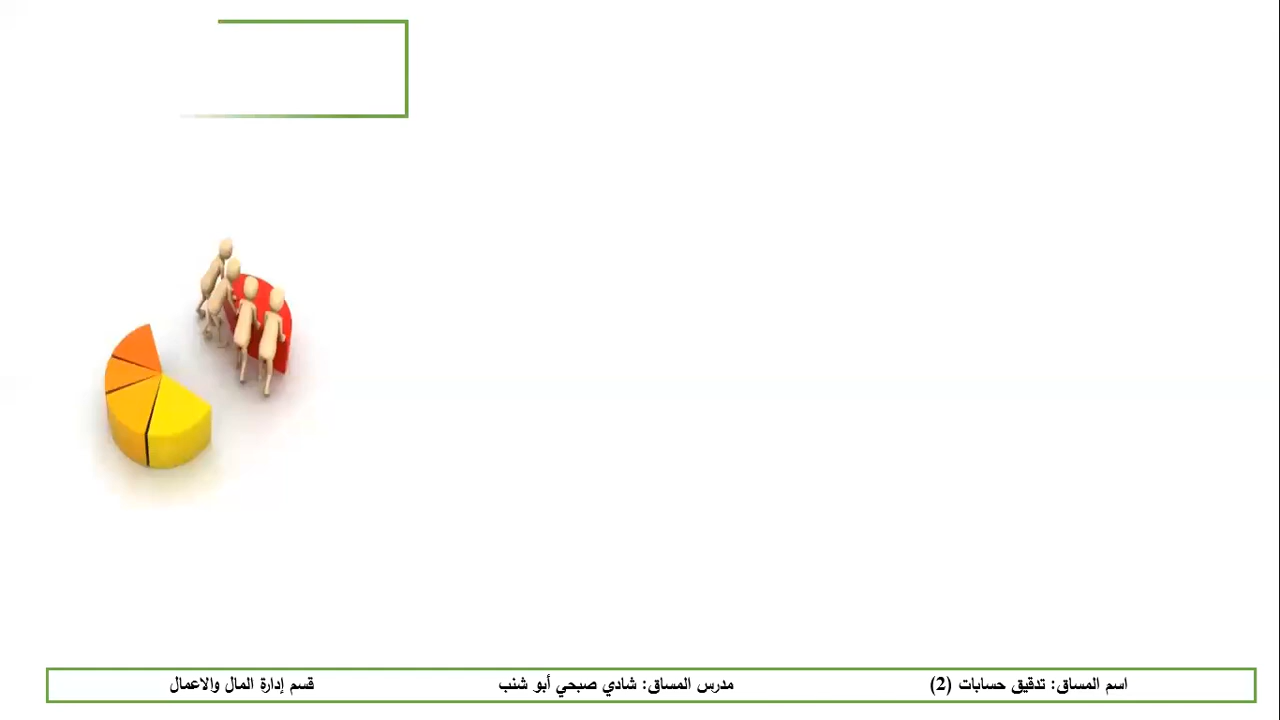 اسم المساق: تدقيق حسابات (2) مدرس المساق: شادي صبحي أبو شنب قسم إدارة المال والاعمال